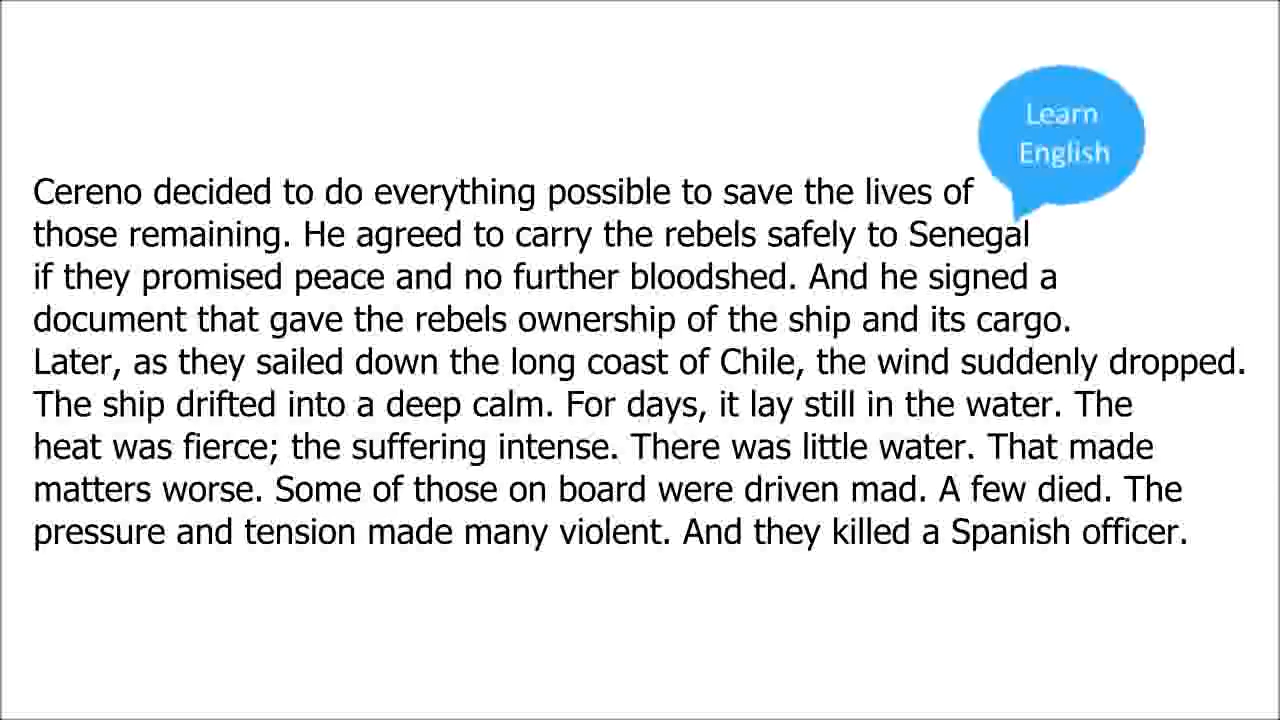 Learn
English
Cereno decided to do everything possible to save the lives of
those remaining. He agreed to carry the rebels safely to Senegal
if they promised peace and no further bloodshed. And he signed a
document that gave the rebels ownership of the ship and its cargo.
Later, as they sailed down the long coast of Chile, the wind suddenly dropped.
The ship drifted into a deep calm. For days, it lay still in the water. The
heat was fierce; the suffering intense. There was little water. That made
matters worse. Some of those on board were driven mad. A few died. The
pressure and tension made many violent. And they killed a Spanish officer.